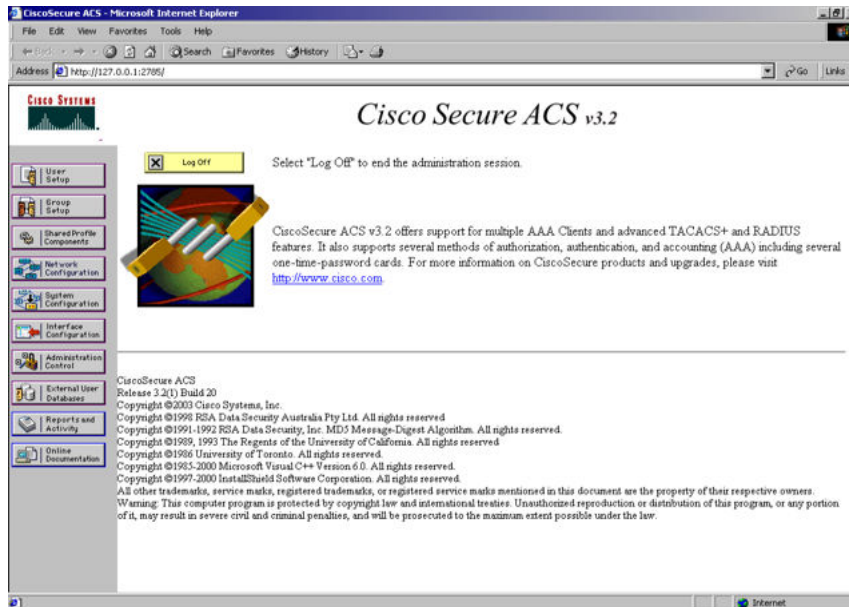 CiscoSecure ACS - Microsoft Internet Explorer
File Edit View Favorites Tools Help
Back Search Favorites History
Address http://127.0.0.1:2785/ Go Links
CISCO SYSTEMS
Cisco Secure ACS v3.2
Log Off
Select "Log Off" to end the administration session.
User
Setup
Group
Setup
Shared Profile
Components
Network
Configuration
System
Configuration
Interface
Configuration
Administration
Control
External User
Databases
Reports and
Activity
Online
Documentation
CiscoSecure ACS v3.2 offers support for multiple AAA Clients and advanced TACACS+ and RADIUS
features. It also supports several methods of authorization, authentication, and accounting (AAA) including several
one-time-password cards. For more information on CiscoSecure products and upgrades, please visit
http://www.cisco.com.
CiscoSecure ACS
Release 3.2(1) Build 20
Copyright ©2003 Cisco Systems, Inc.
Copyright ©1998 RSA Data Security Australia Pty Ltd. All rights reserved
Copyright ©1991-1992 RSA Data Security, Inc. MD5 Message-Digest Algorithm. All rights reserved.
Copyright ©1989, 1993 The Regents of the University of California. All rights reserved
Copyright ©1986 University of Toronto. All rights reserved.
Copyright ©1985-2000 Microsoft Visual C++ Version 6.0. All rights reserved.
Copyright ©1997-2000 InstallShield Software Corporation. All rights reserved.
All other trademarks, service marks, registered trademarks, or registered service marks mentioned in this document are the property of their respective owners.
Warning: This computer program is protected by copyright law and international treaties. Unauthorized reproduction or distribution of this program, or any portion
of it, may result in severe civil and criminal penalties, and will be prosecuted to the maximum extent possible under the law.
Internet